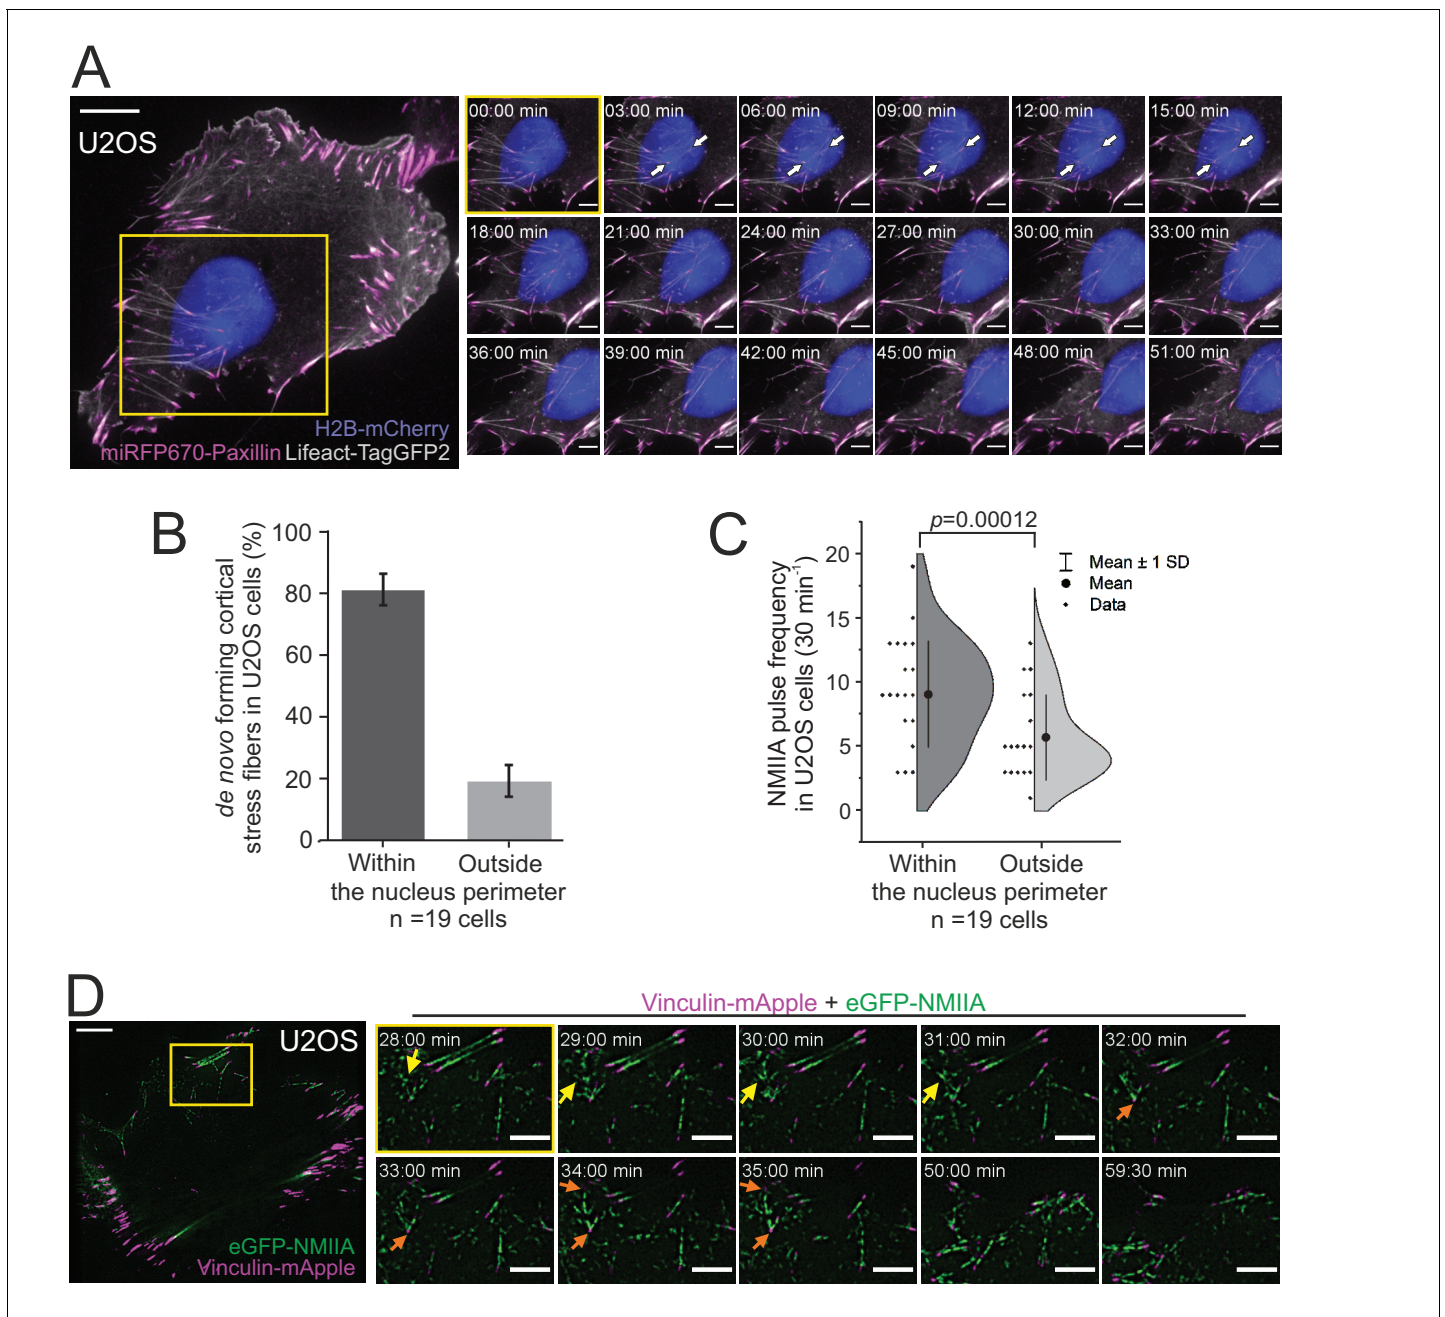 A
U2OS
H2B-mCherry
miRFP670-Paxillin Lifeact-TagGFP2
00:00 min
03:00 min
06:00 min
09:00 min
12:00 min
15:00 min
18:00 min
21:00 min
24:00 min
27:00 min
30:00 min
33:00 min
36:00 min
39:00 min
42:00 min
45:00 min
48:00 min
51:00 min
B
de novo forming cortical
stress fibers in U2OS cells (%)
100
80
60
40
20
0
Within
Outside
the nucleus perimeter
n =19 cells
C
p=0.00012
NMIIA pulse frequency
in U2OS cells (30 min⁻¹)
20
15
10
5
0
Mean ± 1 SD
Mean
Data
Within
Outside
the nucleus perimeter
n =19 cells
D
U2OS
eGFP-NMIIA
Vinculin-mApple
Vinculin-mApple + eGFP-NMIIA
28:00 min
29:00 min
30:00 min
31:00 min
32:00 min
33:00 min
34:00 min
35:00 min
50:00 min
59:30 min